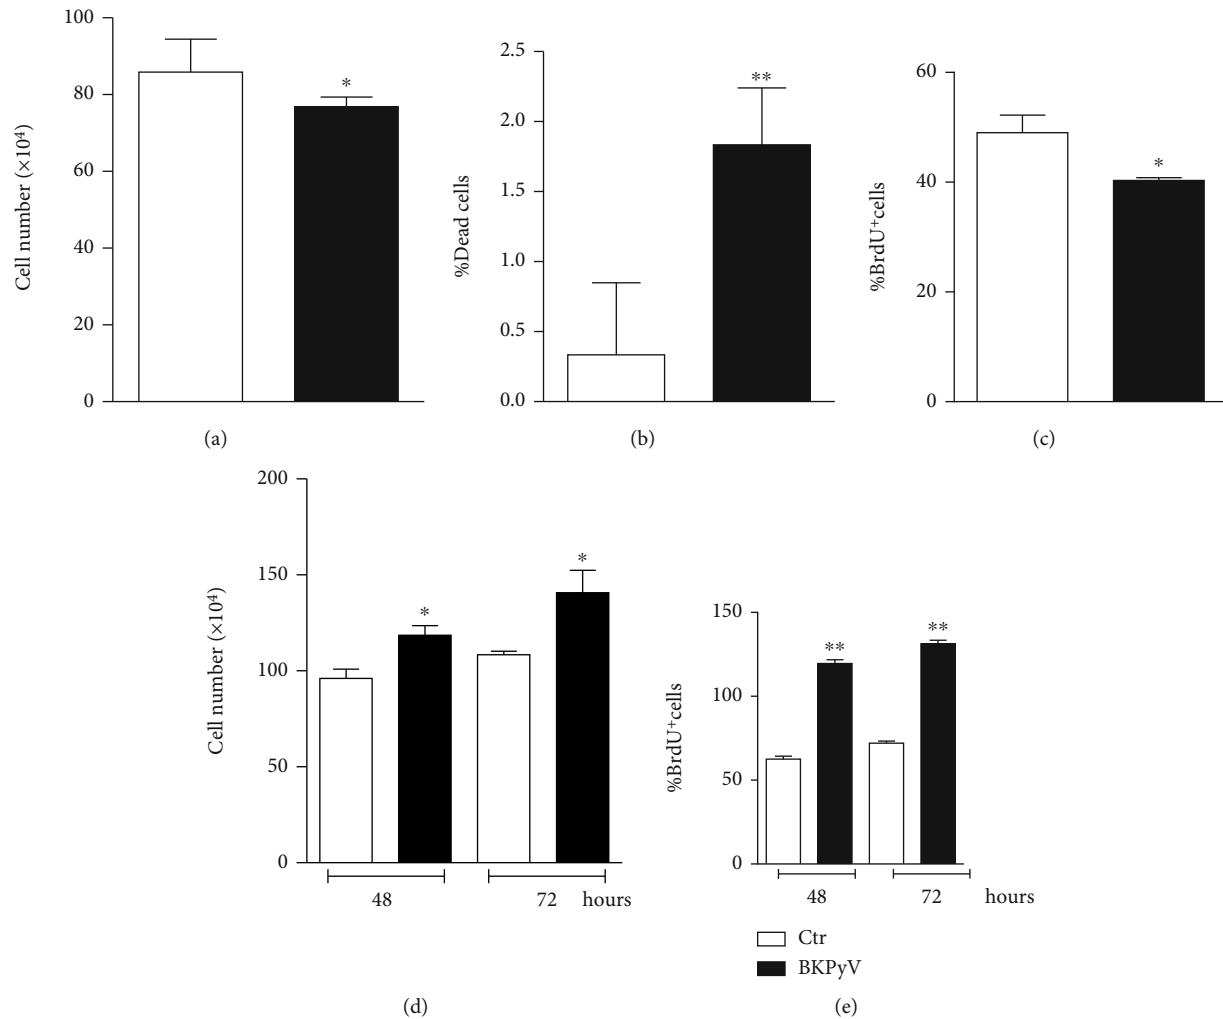 100
80
60
40
20
0
Cell number (×10⁴)
*
(a)
2.5
2.0
1.5
1.0
0.5
0.0
%Dead cells
**
(b)
60
40
20
0
%BrdU⁺cells
*
(c)
200
150
100
50
0
Cell number (×10⁴)
*
*
48
72 hours
(d)
150
100
50
0
%BrdU⁺cells
**
**
48
72 hours
Ctr
BKPyV
(e)